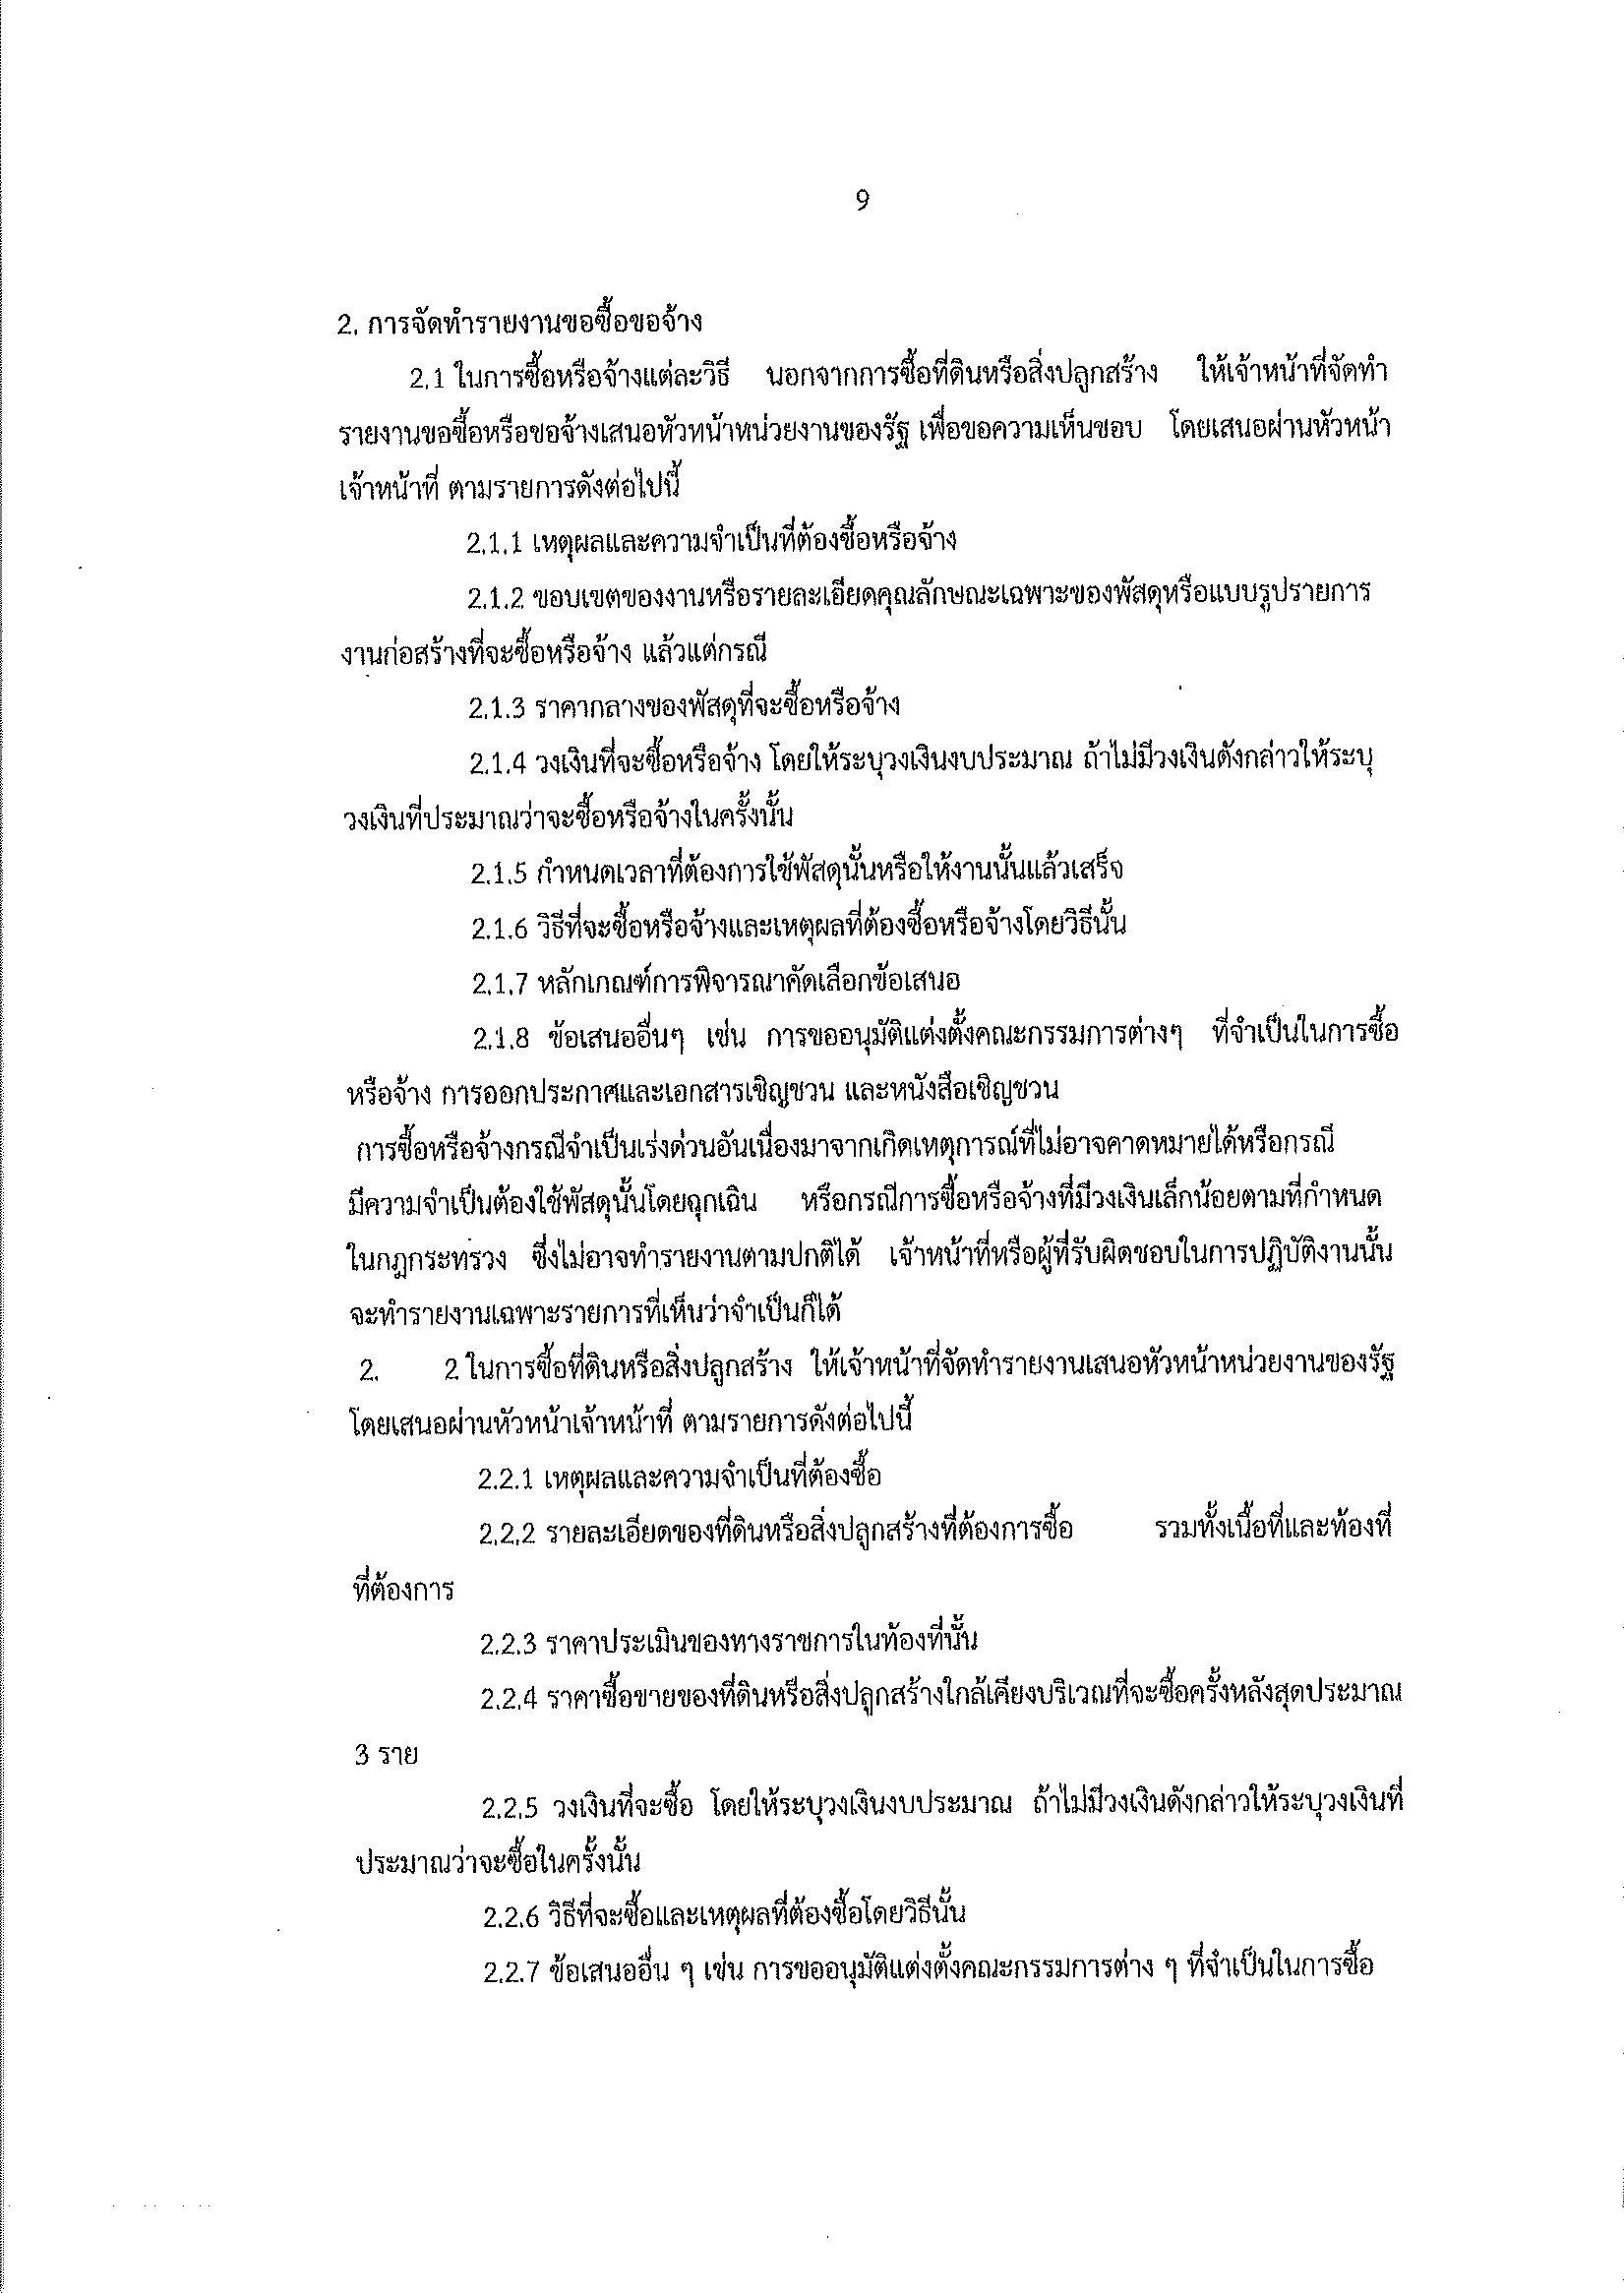 9
2. การจัดทำรายงานขอซื้อขอจ้าง
2.1 ในการซื้อหรือจ้างแต่ละวิธี นอกจากการซื้อที่ดินหรือสิ่งปลูกสร้าง ให้เจ้าหน้าที่จัดทำ
รายงานขอซื้อหรือขอจ้างเสนอหัวหน้าหน่วยงานของรัฐ เพื่อขอความเห็นชอบ โดยเสนอผ่านหัวหน้า
เจ้าหน้าที่ ตามรายการดังต่อไปนี้
2.1.1 เหตุผลและความจำเป็นที่ต้องซื้อหรือจ้าง
2.1.2 ขอบเขตของงานหรือรายละเอียดคุณลักษณะเฉพาะของพัสดุหรือแบบรูปรายการ
งานก่อสร้างที่จะซื้อหรือจ้าง แล้วแต่กรณี
2.1.3 ราคากลางของพัสดุที่จะซื้อหรือจ้าง
2.1.4 วงเงินที่จะซื้อหรือจ้าง โดยให้ระบุวงเงินงบประมาณ ถ้าไม่มีวงเงินดังกล่าวให้ระบุ
วงเงินที่ประมาณว่าจะซื้อหรือจ้างในครั้งนั้น
2.1.5 กำหนดเวลาที่ต้องการใช้พัสดุนั้นหรือให้งานนั้นแล้วเสร็จ
2.1.6 วิธีที่จะซื้อหรือจ้างและเหตุผลที่ต้องซื้อหรือจ้างโดยวิธีนั้น
2.1.7 หลักเกณฑ์การพิจารณาคัดเลือกข้อเสนอ
2.1.8 ข้อเสนออื่นๆ เช่น การขออนุมัติแต่งตั้งคณะกรรมการต่างๆ ที่จำเป็นในการซื้อ
หรือจ้าง การออกประกาศและเอกสารเชิญชวน และหนังสือเชิญชวน
การซื้อหรือจ้างกรณีจำเป็นเร่งด่วนอันเนื่องมาจากเกิดเหตุการณ์ที่ไม่อาจคาดหมายได้หรือกรณี
มีความจำเป็นต้องใช้พัสดุนั้นโดยฉุกเฉิน หรือกรณีการซื้อหรือจ้างที่มีวงเงินเล็กน้อยตามที่กำหนด
ในกฎกระทรวง ซึ่งไม่อาจทำรายงานตามปกติได้ เจ้าหน้าที่หรือผู้ที่รับผิดชอบในการปฏิบัติงานนั้น
จะทำรายงานเฉพาะรายการที่เห็นว่าจำเป็นก็ได้
2. 2 ในการซื้อที่ดินหรือสิ่งปลูกสร้าง ให้เจ้าหน้าที่จัดทำรายงานเสนอหัวหน้าหน่วยงานของรัฐ
โดยเสนอผ่านหัวหน้าเจ้าหน้าที่ ตามรายการดังต่อไปนี้
2.2.1 เหตุผลและความจำเป็นที่ต้องซื้อ
2.2.2 รายละเอียดของที่ดินหรือสิ่งปลูกสร้างที่ต้องการซื้อ รวมทั้งเนื้อที่และท้องที่
ที่ต้องการ
2.2.3 ราคาประเมินของทางราชการในท้องที่นั้น
2.2.4 ราคาซื้อขายของที่ดินหรือสิ่งปลูกสร้างใกล้เคียงบริเวณที่จะซื้อครั้งหลังสุดประมาณ
3 ราย
2.2.5 วงเงินที่จะซื้อ โดยให้ระบุวงเงินงบประมาณ ถ้าไม่มีวงเงินดังกล่าวให้ระบุวงเงินที่
ประมาณว่าจะซื้อในครั้งนั้น
2.2.6 วิธีที่จะซื้อและเหตุผลที่ต้องซื้อโดยวิธีนั้น
2.2.7 ข้อเสนออื่น ๆ เช่น การขออนุมัติแต่งตั้งคณะกรรมการต่าง ๆ ที่จำเป็นในการซื้อ